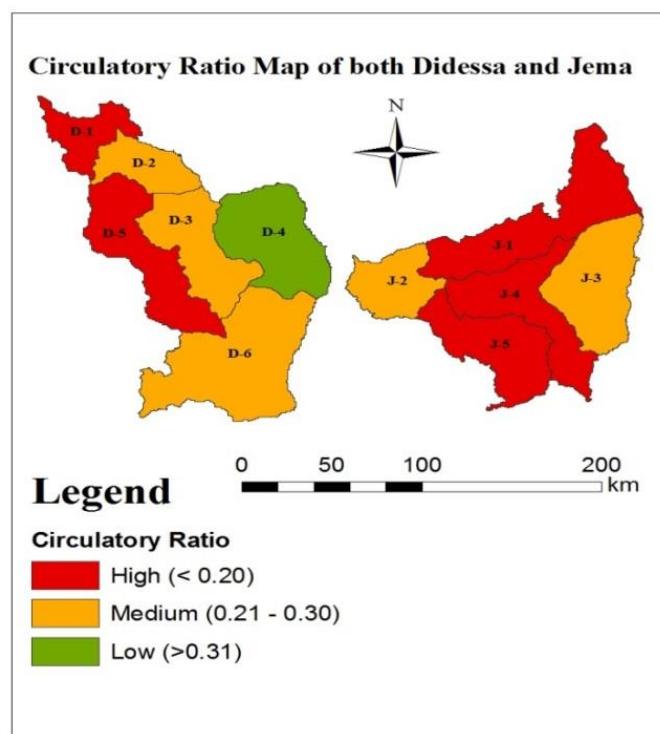 Circulatory Ratio Map of both Didessa and Jema
N
D-1
D-2
D-3
D-5
D-4
D-6
J-1
J-2
J-3
J-4
J-5
0 50 100 200
km
Legend
Circulatory Ratio
High (< 0.20)
Medium (0.21 - 0.30)
Low (>0.31)